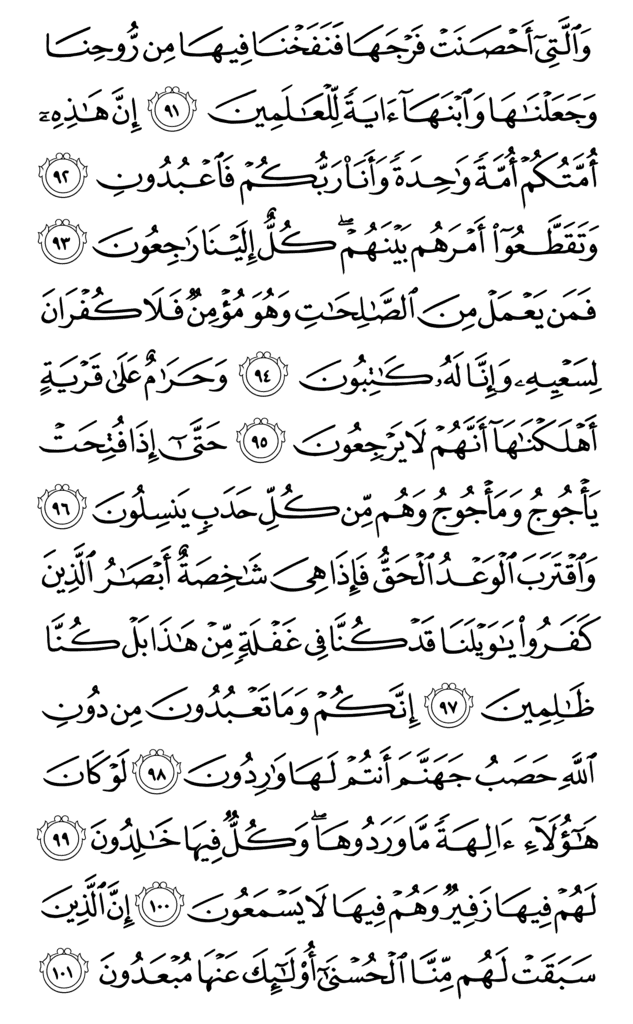 وَٱلَّتِىٓ أَحۡصَنَتۡ فَرۡجَهَا فَنَفَخۡنَا فِيهَا مِن رُّوحِنَا
وَجَعَلۡنَٰهَا وَٱبۡنَهَآ ءَايَةٗ لِّلۡعَٰلَمِينَ ٩١ إِنَّ هَٰذِهِۦٓ
أُمَّتُكُمۡ أُمَّةٗ وَٰحِدَةٗ وَأَنَا۠ رَبُّكُمۡ فَٱعۡبُدُونِ ٩٢
وَتَقَطَّعُوٓاْ أَمۡرَهُم بَيۡنَهُمۡۖ كُلٌّ إِلَيۡنَا رَٰجِعُونَ ٩٣
فَمَن يَعۡمَلۡ مِنَ ٱلصَّٰلِحَٰتِ وَهُوَ مُؤۡمِنٞ فَلَا كُفۡرَانَ
لِسَعۡيِهِۦ وَإِنَّا لَهُۥ كَٰتِبُونَ ٩٤ وَحَرَٰمٌ عَلَىٰ قَرۡيَةٍ
أَهۡلَكۡنَٰهَآ أَنَّهُمۡ لَا يَرۡجِعُونَ ٩٥ حَتَّىٰٓ إِذَا فُتِحَتۡ
يَأۡجُوجُ وَمَأۡجُوجُ وَهُم مِّن كُلِّ حَدَبٖ يَنسِلُونَ ٩٦
وَٱقۡتَرَبَ ٱلۡوَعۡدُ ٱلۡحَقُّ فَإِذَا هِىَ شَٰخِصَةٌ أَبۡصَٰرُ ٱلَّذِينَ
كَفَرُواْ يَٰوَيۡلَنَا قَدۡ كُنَّا فِى غَفۡلَةٖ مِّنۡ هَٰذَا بَلۡ كُنَّا
ظَٰلِمِينَ ٩٧ إِنَّكُمۡ وَمَا تَعۡبُدُونَ مِن دُونِ
ٱللَّهِ حَصَبُ جَهَنَّمَ أَنتُمۡ لَهَا وَٰرِدُونَ ٩٨ لَوۡ كَانَ
هَٰٓؤُلَآءِ ءَالِهَةٗ مَّا وَرَدُوهَاۖ وَكُلّٞ فِيهَا خَٰلِدُونَ ٩٩
لَهُمۡ فِيهَا زَفِيرٞ وَهُمۡ فِيهَا لَا يَسۡمَعُونَ ١٠٠ إِنَّ ٱلَّذِينَ
سَبَقَتۡ لَهُم مِّنَّا ٱلۡحُسۡنَىٰٓ أُوْلَٰٓئِكَ عَنۡهَا مُبۡعَدُونَ ١٠١